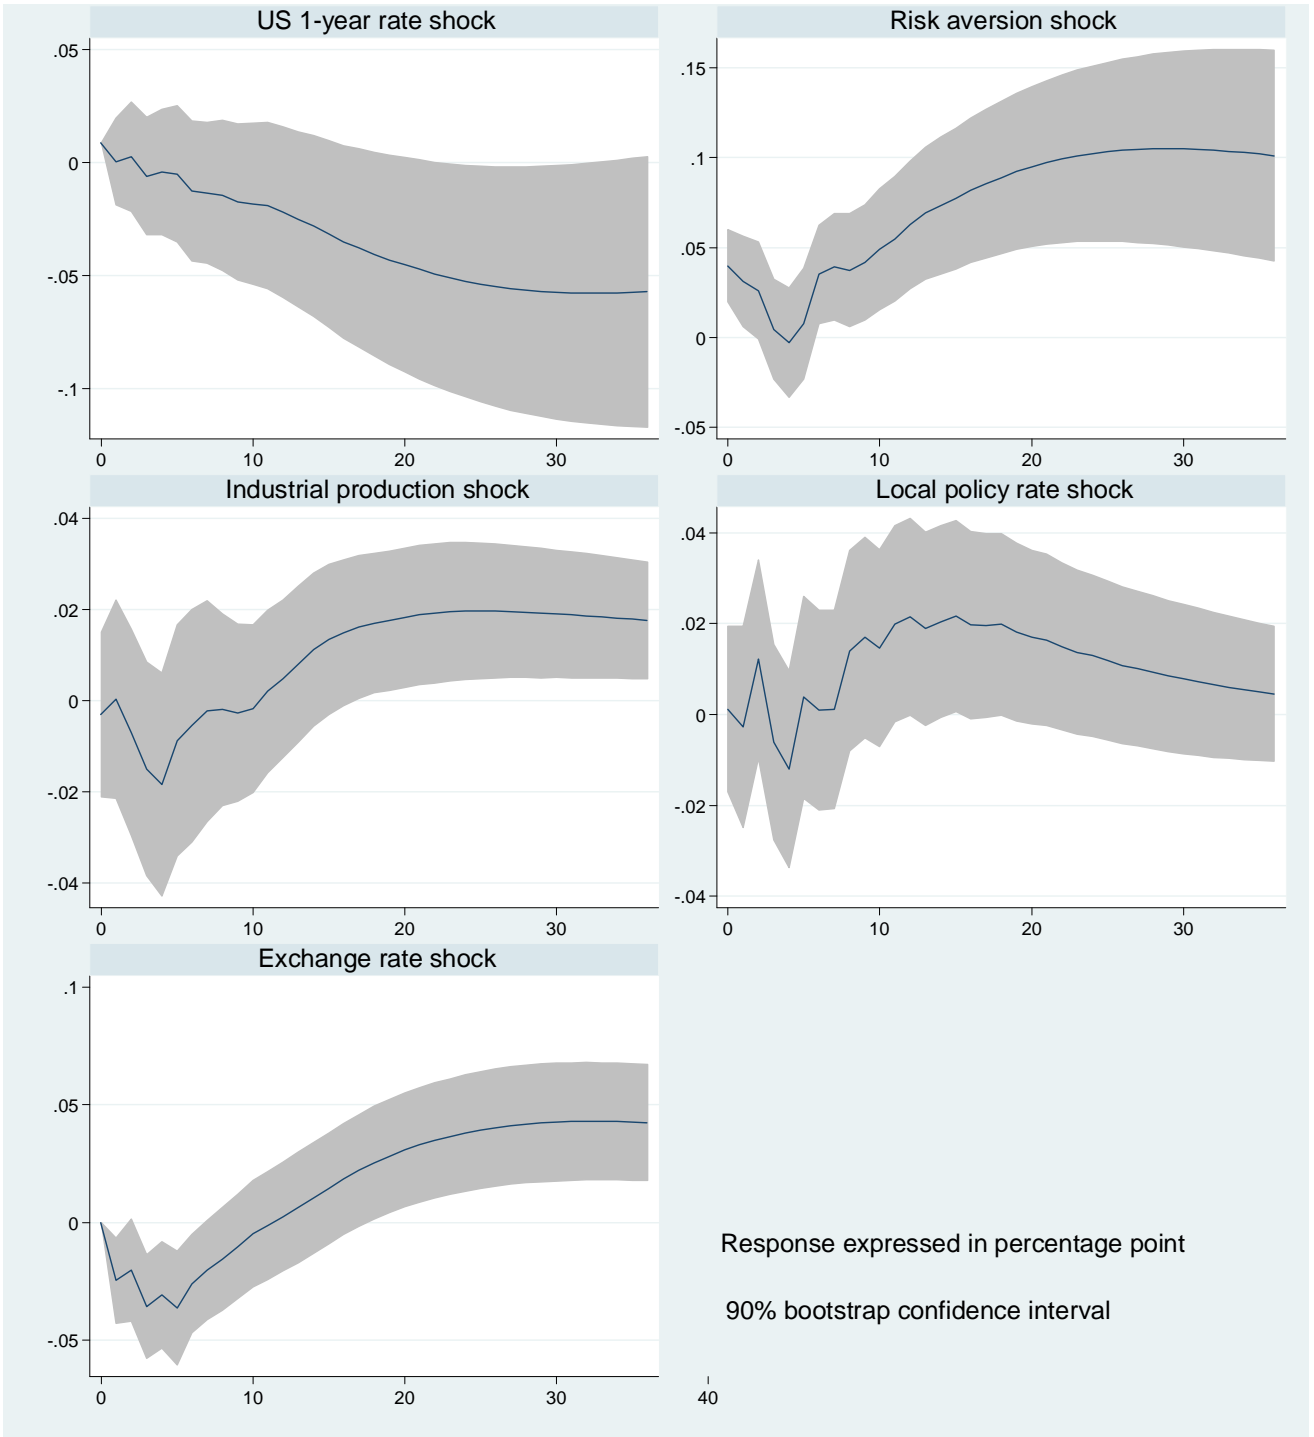 US 1-year rate shock
.05
0
-.05
-.1
0 10 20 30
Risk aversion shock
.15
.1
.05
0
-.05
0 10 20 30
Industrial production shock
.04
.02
0
-.02
-.04
0 10 20 30
Local policy rate shock
.04
.02
0
-.02
-.04
0 10 20 30
Exchange rate shock
.1
.05
0
-.05
0 10 20 30 40
Response expressed in percentage point
90% bootstrap confidence interval